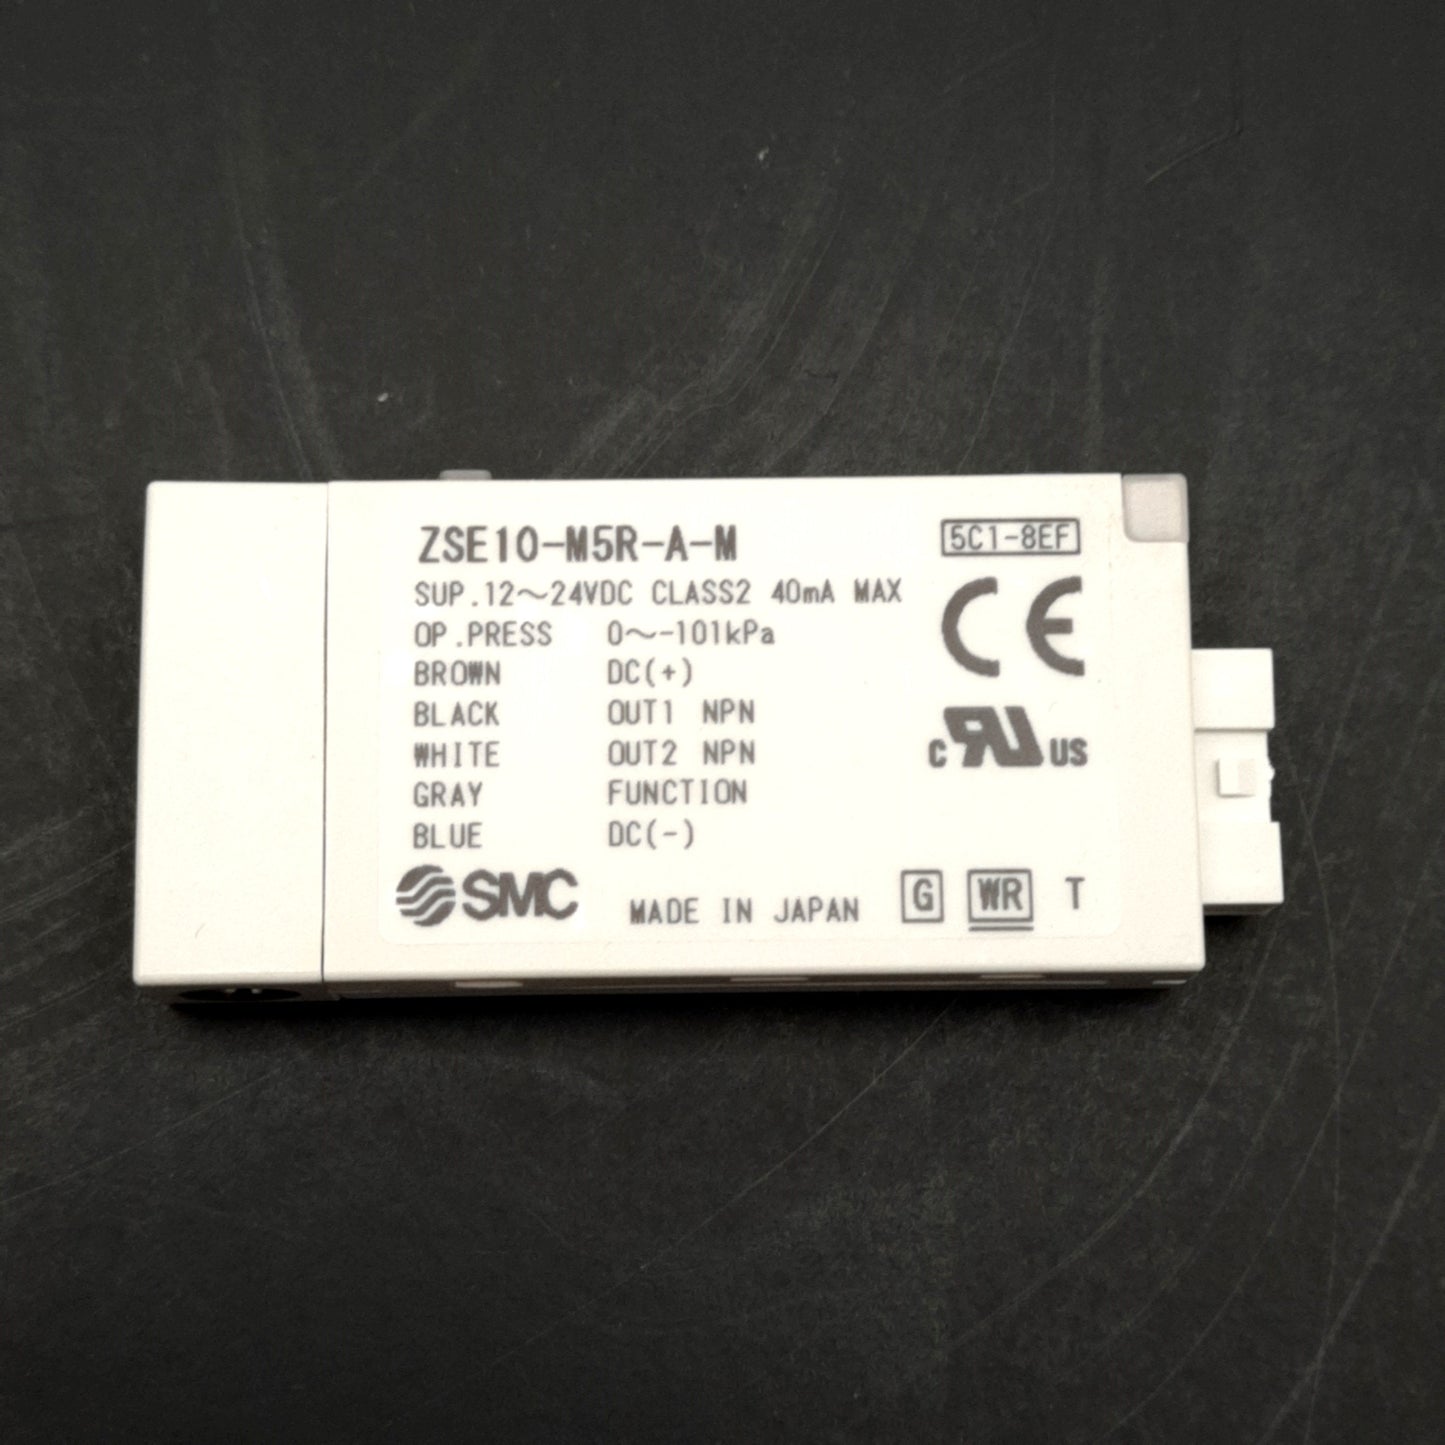 ZSE10-M5R-A-M 5C1-8EF
SUP.12～24VDC CLASS2 40mA MAX
OP.PRESS 0～-101kPa
BROWN DC(+)
BLACK OUT1 NPN
WHITE OUT2 NPN
GRAY FUNCTION
BLUE DC(-)
CE
c RU US
SMC MADE IN JAPAN G WR T